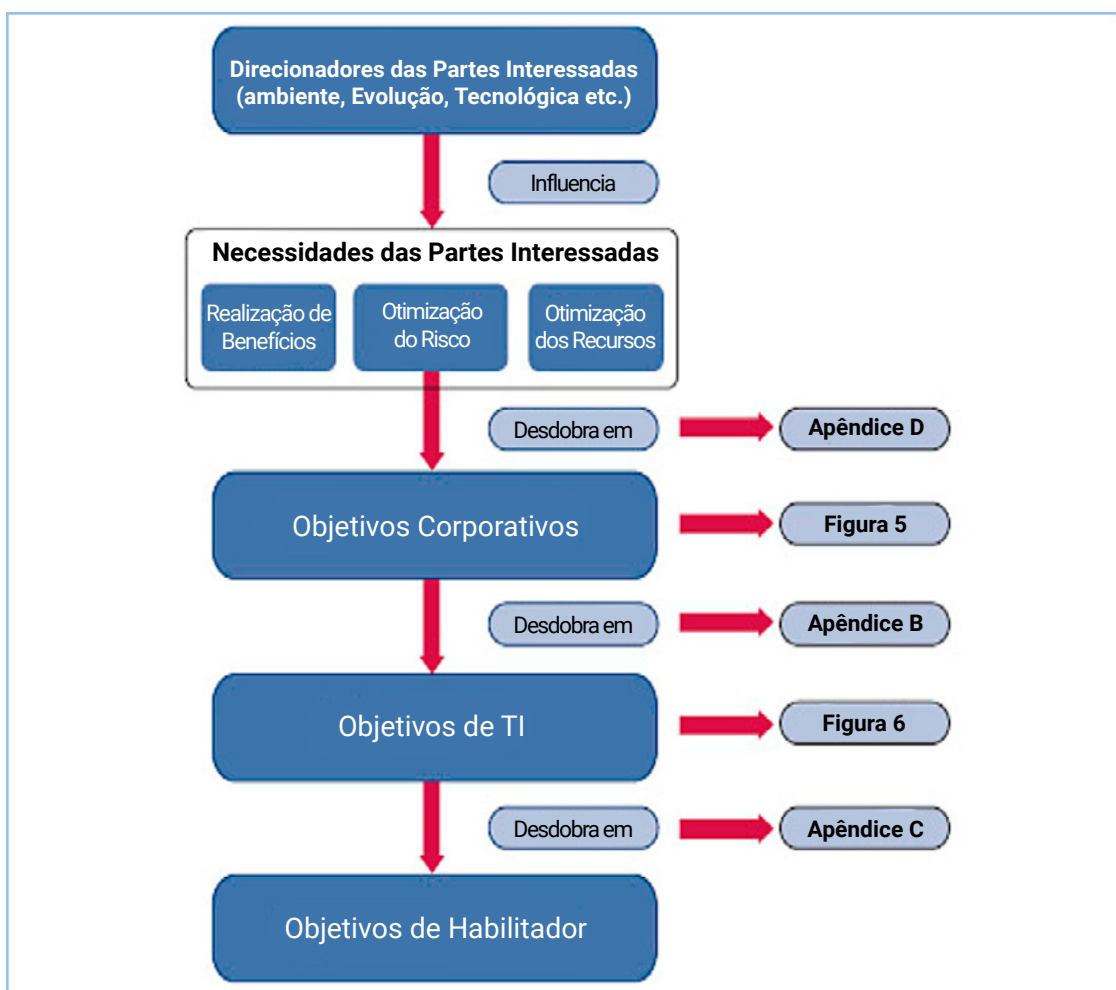 Direcionadores das Partes Interessadas
(ambiente, Evolução, Tecnológica etc.)
Influencia
Necessidades das Partes Interessadas
Realização de
Benefícios
Otimização
do Risco
Otimização
dos Recursos
Desdobra em
Apêndice D
Objetivos Corporativos
Figura 5
Desdobra em
Apêndice B
Objetivos de TI
Figura 6
Desdobra em
Apêndice C
Objetivos de Habilitador